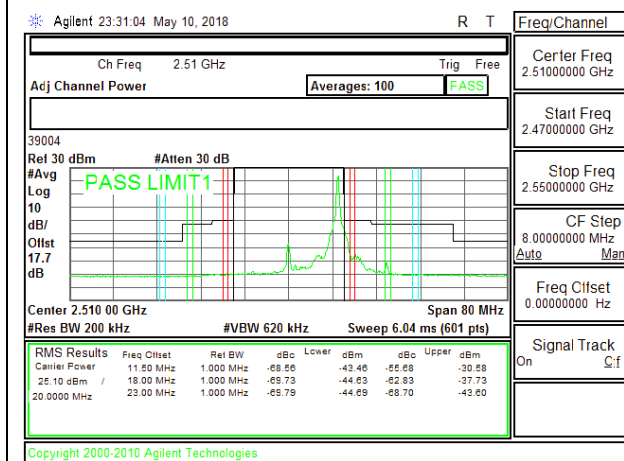 Agilent 23:31:04 May 10, 2018 R T
Freq/Channel
Ch Freq 2.51 GHz Trig Free
Adj Channel Power Averages: 100 PASS
Center Freq
2.51000000 GHz
Start Freq
2.47000000 GHz
Stop Freq
2.55000000 GHz
CF Step
8.00000000 MHz
Auto Man
Freq Offset
0.00000000 Hz
Signal Track
On Off
39004
Ref 30 dBm #Atten 30 dB
#Avg
Log
10
dB/
Offst
17.7
dB
PASS LIMIT1
Center 2.510 00 GHz Span 80 MHz
#Res BW 200 kHz #VBW 620 kHz Sweep 6.04 ms (601 pts)
RMS Results Freq Offset Ref BW dBc Lower dBm dBc Upper dBm
Carrier Power 11.50 MHz 1.000 MHz -68.56 -43.46 -55.68 -30.58
25.10 dBm / 18.00 MHz 1.000 MHz -69.73 -44.63 -62.83 -37.73
20.0000 MHz 23.00 MHz 1.000 MHz -69.79 -44.69 -68.70 -43.60
Copyright 2000-2010 Agilent Technologies